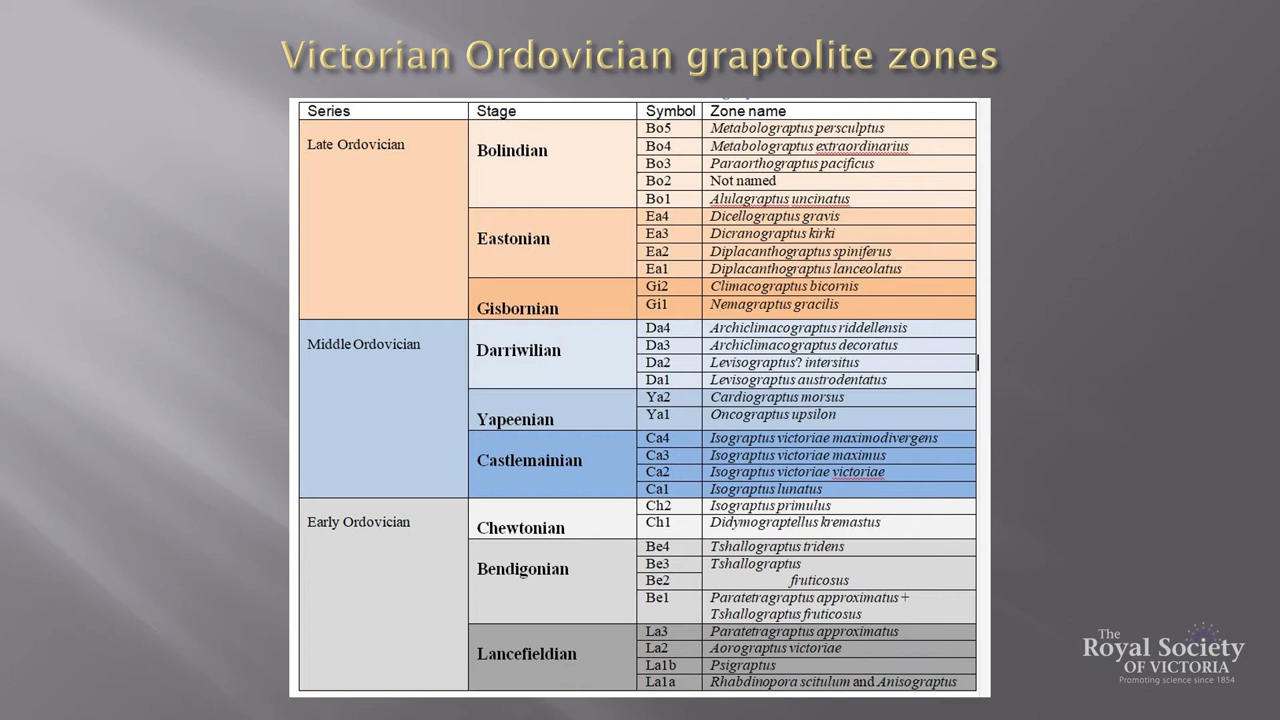 Victorian Ordovician graptolite zones
Series Stage Symbol Zone name
Late Ordovician Bolindian Bo5 Metabolograptus persculptus
Bo4 Metabolograptus extraordinarius
Bo3 Paraorthograptus pacificus
Bo2 Not named
Bo1 Alulagraptus uncinatus
Eastonian Ea4 Dicellograptus gravis
Ea3 Dicranograptus kirki
Ea2 Diplacanthograptus spiniferus
Ea1 Diplacanthograptus lanceolatus
Gisbornian Gi2 Climacograptus bicornis
Gi1 Nemagraptus gracilis
Middle Ordovician Darriwilian Da4 Archiclimacograptus riddellensis
Da3 Archiclimacograptus decoratus
Da2 Levisograptus? intersitus
Da1 Levisograptus austrodentatus
Yapeenian Ya2 Cardiograptus morsus
Ya1 Oncograptus upsilon
Castlemainian Ca4 Isograptus victoriae maximodivergens
Ca3 Isograptus victoriae maximus
Ca2 Isograptus victoriae victoriae
Ca1 Isograptus lunatus
Early Ordovician Chewtonian Ch2 Isograptus primulus
Ch1 Didymograptellus kremastus
Bendigonian Be4 Tshallograptus tridens
Be3 Tshallograptus
Be2 fruticosus
Be1 Paratetragraptus approximatus +
Tshallograptus fruticosus
Lancefieldian La3 Paratetragraptus approximatus
La2 Aorograptus victoriae
La1b Psigraptus
La1a Rhabdinopora scitulum and Anisograptus
The
Royal Society
OF VICTORIA
Promoting science since 1854